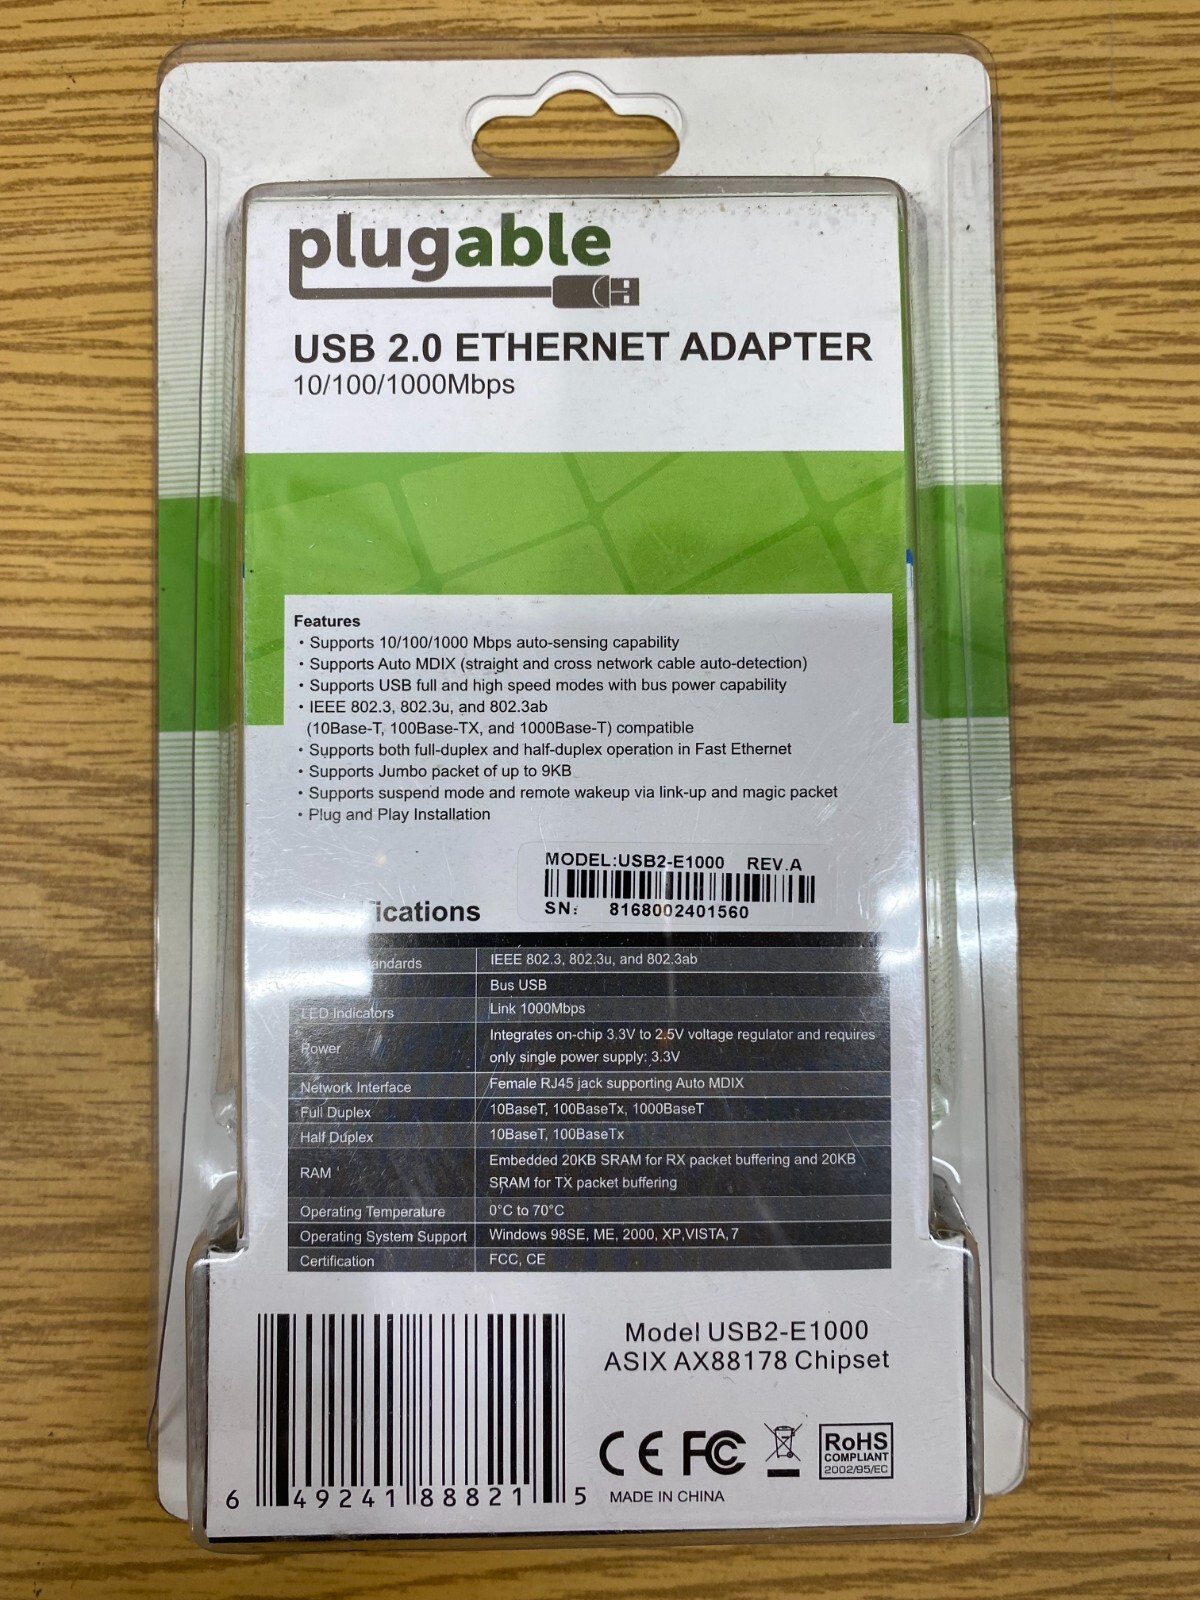 plugable
USB 2.0 ETHERNET ADAPTER
10/100/1000Mbps
Features
• Supports 10/100/1000 Mbps auto-sensing capability
• Supports Auto MDIX (straight and cross network cable auto-detection)
• Supports USB full and high speed modes with bus power capability
• IEEE 802.3, 802.3u, and 802.3ab
(10Base-T, 100Base-TX, and 1000Base-T) compatible
• Supports both full-duplex and half-duplex operation in Fast Ethernet
• Supports Jumbo packet of up to 9KB
• Supports suspend mode and remote wakeup via link-up and magic packet
• Plug and Play Installation
MODEL:USB2-E1000 REV.A
SN: 8168002401560
ications
andards IEEE 802.3, 802.3u, and 802.3ab
Bus USB
LED Indicators Link 1000Mbps
Power Integrates on-chip 3.3V to 2.5V voltage regulator and requires
only single power supply: 3.3V
Network Interface Female RJ45 jack supporting Auto MDIX
Full Duplex 10BaseT, 100BaseTx, 1000BaseT
Half Duplex 10BaseT, 100BaseTx
RAM Embedded 20KB SRAM for RX packet buffering and 20KB
SRAM for TX packet buffering
Operating Temperature 0°C to 70°C
Operating System Support Windows 98SE, ME, 2000, XP,VISTA,7
Certification FCC, CE
Model USB2-E1000
ASIX AX88178 Chipset
CE FC
RoHS
COMPLIANT
2002/95/EC
MADE IN CHINA
6 49241 88821 5